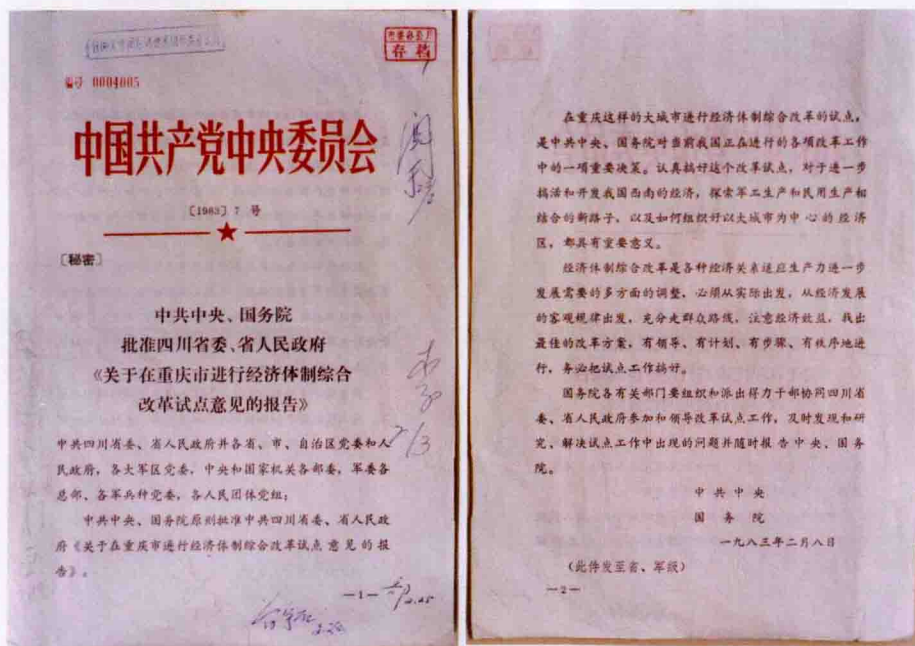 存档
编号 0004005
中国共产党中央委员会
〔1983〕7 号
〔秘密〕
中共中央、国务院
批准四川省委、省人民政府
《关于在重庆市进行经济体制综合
改革试点意见的报告》
中共四川省委、省人民政府并各省、市、自治区党委和人
民政府,各大军区党委,中央和国家机关各部委,军委各
总部、各军兵种党委,各人民团体党组:
中共中央、国务院原则批准中共四川省委、省人民政
府《关于在重庆市进行经济体制综合改革试点意见的报
告》。
—1—
2.25
在重庆这样的大城市进行经济体制综合改革的试点,
是中共中央、国务院对当前我国正在进行的各项改革工作
中的一项重要决策。认真搞好这个改革试点,对于进一步
搞活和开发我国西南的经济,探索军工生产和民用生产相
结合的新路子,以及如何组织好以大城市为中心的经济
区,都具有重要意义。
经济体制综合改革是各种经济关系适应生产力进一步
发展需要的多方面的调整,必须从实际出发,从经济发展
的客观规律出发,充分走群众路线,注意经济效益,找出
最佳的改革方案,有领导、有计划、有步骤、有秩序地进
行,务必把试点工作搞好。
国务院各有关部门要组织和派出得力干部协同四川省
委、省人民政府参加和领导改革试点工作,及时发现和研
究、解决试点工作中出现的问题并随时报告中央、国务
院。
中共中央
国务院
一九八三年二月八日
(此件发至省、军级)
—2—